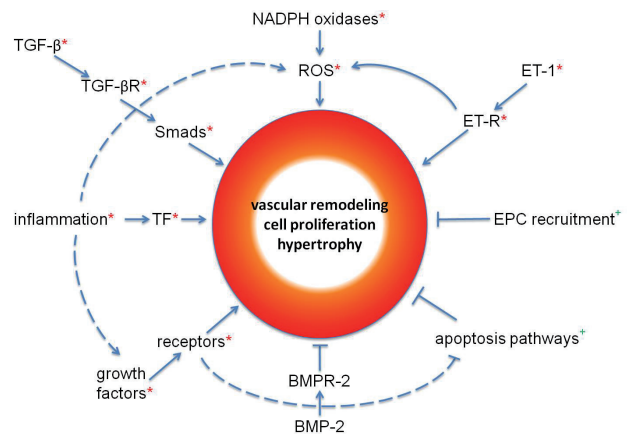 NADPH oxidases*
TGF-β*
ROS*
ET-1*
TGF-βR*
ET-R*
Smads*
vascular remodeling
cell proliferation
hypertrophy
inflammation*
TF*
EPC recruitment+
receptors*
apoptosis pathways+
growth
factors*
BMPR-2
BMP-2